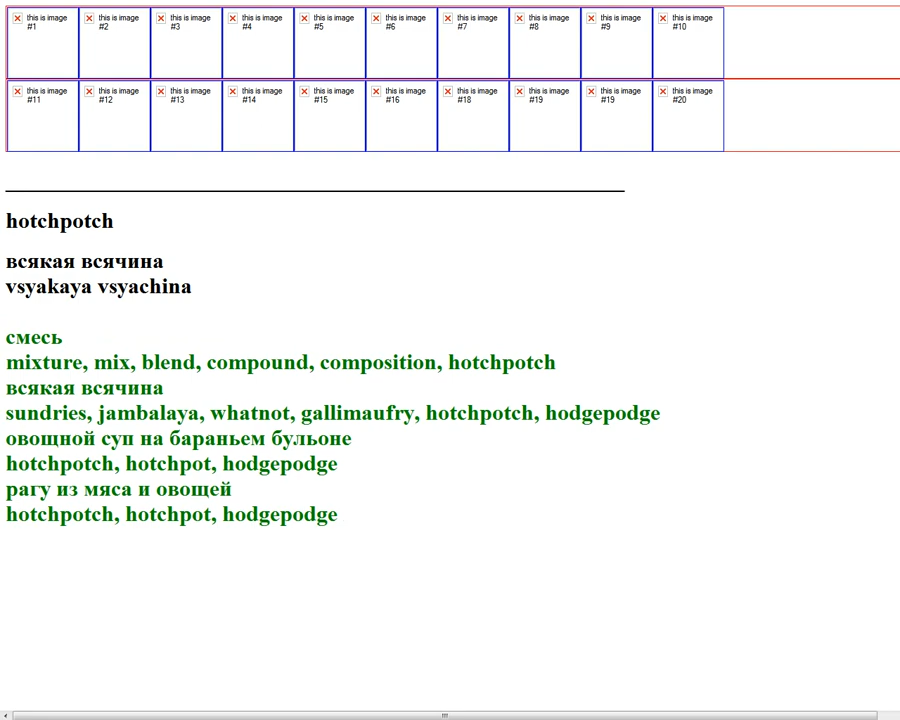 this is image #1 this is image #2 this is image #3 this is image #4 this is image #5 this is image #6 this is image #7 this is image #8 this is image #9 this is image #10
this is image #11 this is image #12 this is image #13 this is image #14 this is image #15 this is image #16 this is image #18 this is image #19 this is image #19 this is image #20
hotchpotch
всякая всячина
vsyakaya vsyachina
смесь
mixture, mix, blend, compound, composition, hotchpotch
всякая всячина
sundries, jambalaya, whatnot, gallimaufry, hotchpotch, hodgepodge
овощной суп на бараньем бульоне
hotchpotch, hotchpot, hodgepodge
рагу из мяса и овощей
hotchpotch, hotchpot, hodgepodge